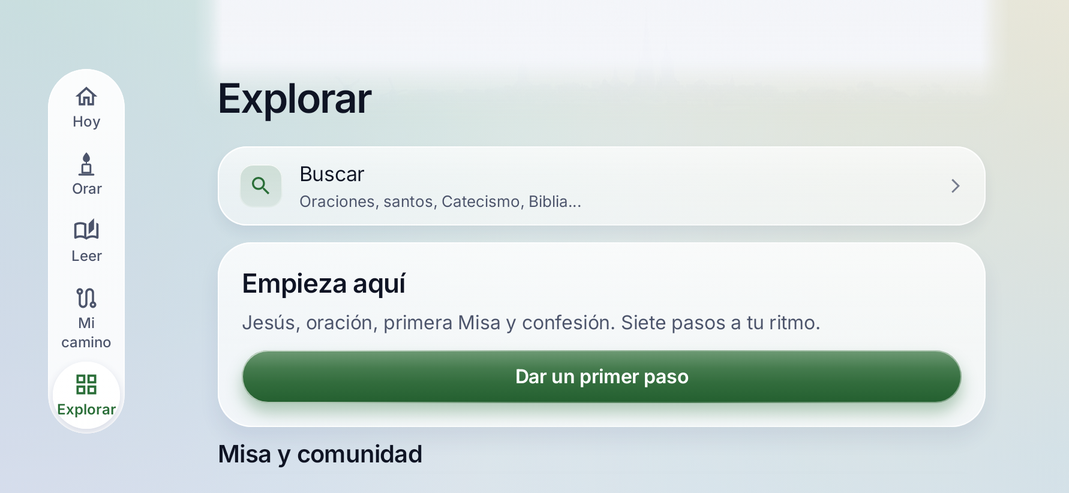 Hoy
Orar
Leer
Mi
camino
Explorar
Explorar
Buscar
Oraciones, santos, Catecismo, Biblia...
Empieza aquí
Jesús, oración, primera Misa y confesión. Siete pasos a tu ritmo.
Dar un primer paso
Misa y comunidad